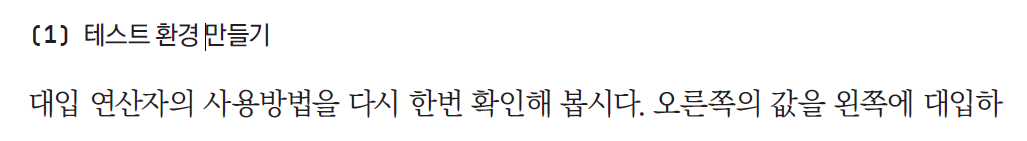 (1) 테스트 환경 만들기
대입 연산자의 사용방법을 다시 한번 확인해 봅시다. 오른쪽의 값을 왼쪽에 대입하